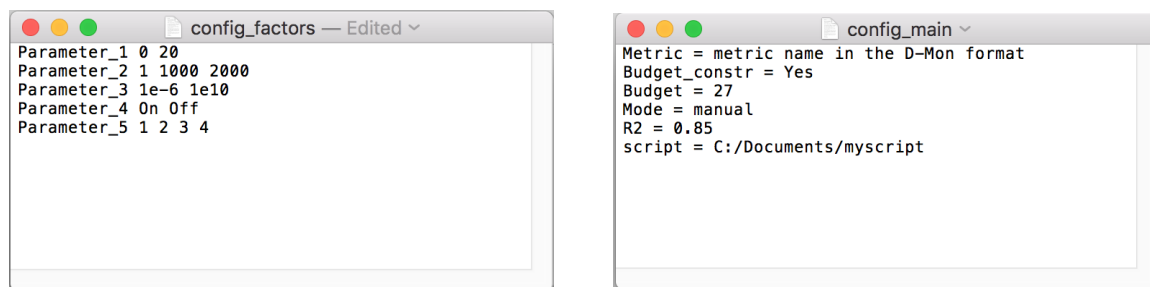 config_factors — Edited
Parameter_1 0 20
Parameter_2 1 1000 2000
Parameter_3 1e-6 1e10
Parameter_4 On Off
Parameter_5 1 2 3 4
config_main
Metric = metric name in the D-Mon format
Budget_constr = Yes
Budget = 27
Mode = manual
R2 = 0.85
script = C:/Documents/myscript